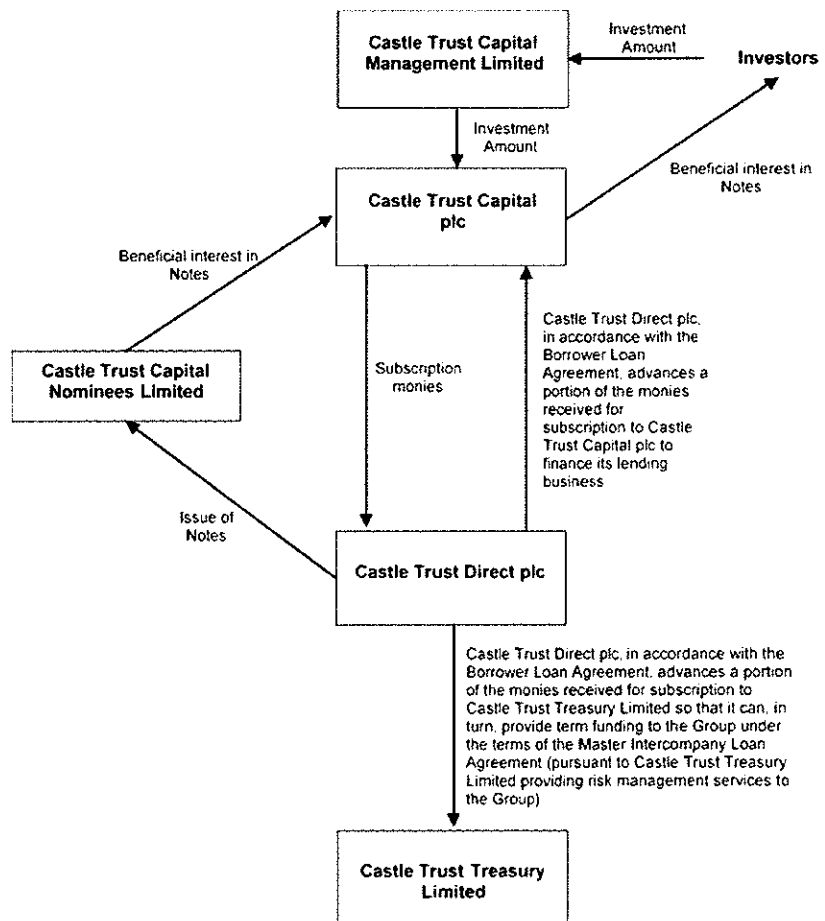 Castle Trust Capital
Management Limited
Investment
Amount
Investors
Investment
Amount
Beneficial interest in
Notes
Castle Trust Capital
plc
Beneficial interest in
Notes
Castle Trust Capital
Nominees Limited
Subscription
monies
Castle Trust Direct plc,
in accordance with the
Borrower Loan
Agreement, advances a
portion of the monies
received for
subscription to Castle
Trust Capital plc to
finance its lending
business
Issue of
Notes
Castle Trust Direct plc
Castle Trust Direct plc, in accordance with the
Borrower Loan Agreement, advances a portion
of the monies received for subscription to
Castle Trust Treasury Limited so that it can, in
turn, provide term funding to the Group under
the terms of the Master Intercompany Loan
Agreement (pursuant to Castle Trust Treasury
Limited providing risk management services to
the Group)
Castle Trust Treasury
Limited